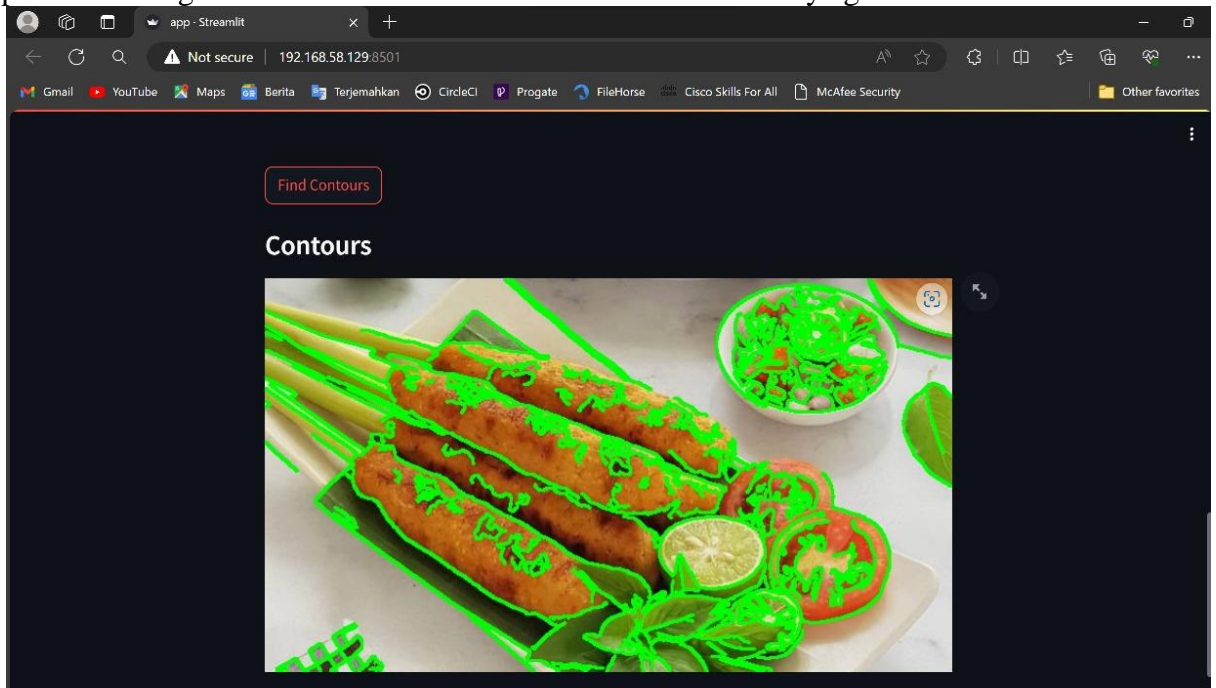 app - Streamlit
Not secure 192.168.58.129:8501
Gmail YouTube Maps Berita Terjemahkan CircleCI Progate FileHorse Cisco Skills For All McAfee Security Other favorites
Find Contours
Contours